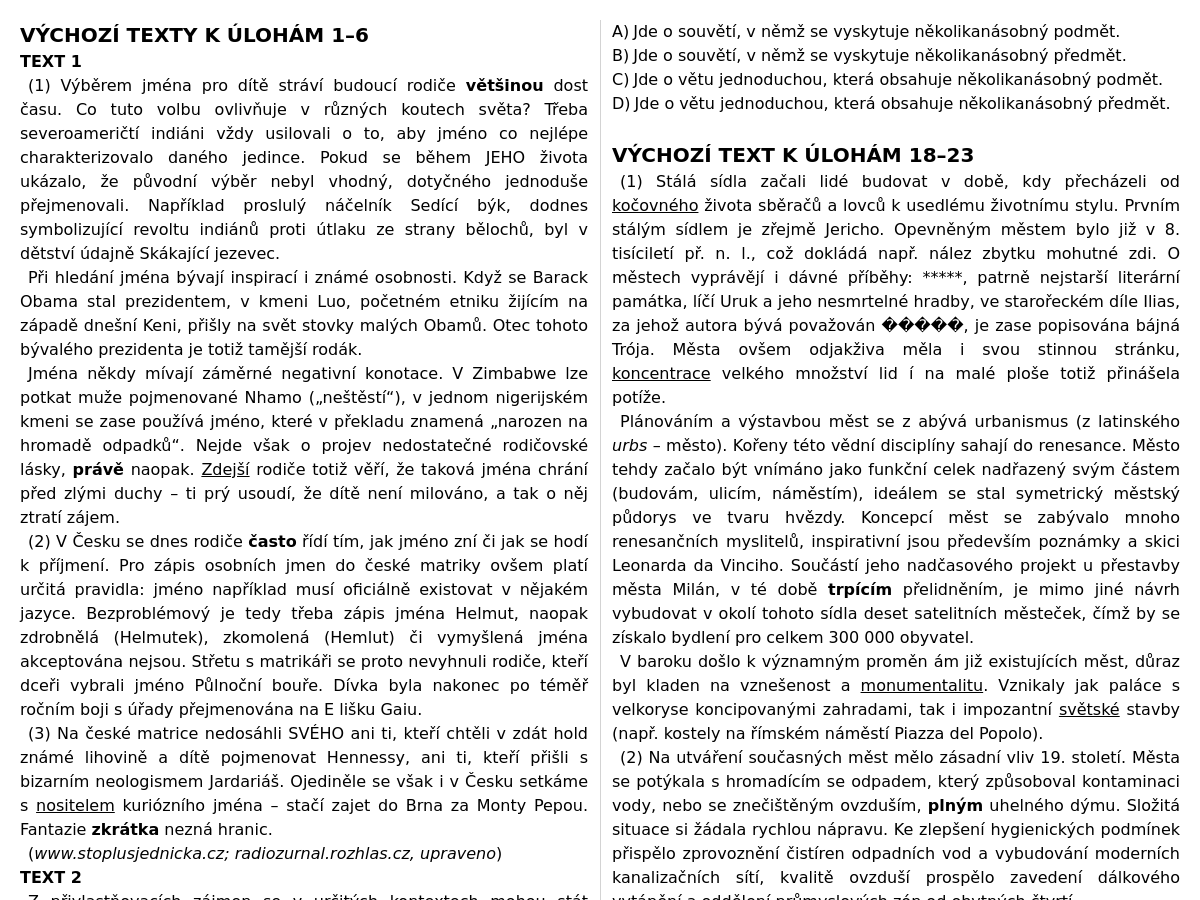 VÝCHOZÍ TEXTY K ÚLOHÁM 1–6
TEXT 1
(1) Výběrem jména pro dítě stráví budoucí rodiče většinou dost
času. Co tuto volbu ovlivňuje v různých koutech světa? Třeba
severoameričtí indiáni vždy usilovali o to, aby jméno co nejlépe
charakterizovalo daného jedince. Pokud se během JEHO života
ukázalo, že původní výběr nebyl vhodný, dotyčného jednoduše
přejmenovali. Například proslulý náčelník Sedící býk, dodnes
symbolizující revoltu indiánů proti útlaku ze strany bělochů, byl v
dětství údajně Skákající jezevec.
Při hledání jména bývají inspirací i známé osobnosti. Když se Barack
Obama stal prezidentem, v kmeni Luo, početném etniku žijícím na
západě dnešní Keni, přišly na svět stovky malých Obamů. Otec tohoto
bývalého prezidenta je totiž tamější rodák.
Jména někdy mívají záměrné negativní konotace. V Zimbabwe lze
potkat muže pojmenované Nhamo („neštěstí“), v jednom nigerijském
kmeni se zase používá jméno, které v překladu znamená „narozen na
hromadě odpadků“. Nejde však o projev nedostatečné rodičovské
lásky, právě naopak. Zdejší rodiče totiž věří, že taková jména chrání
před zlými duchy – ti prý usoudí, že dítě není milováno, a tak o něj
ztratí zájem.
(2) V Česku se dnes rodiče často řídí tím, jak jméno zní či jak se hodí
k příjmení. Pro zápis osobních jmen do české matriky ovšem platí
určitá pravidla: jméno například musí oficiálně existovat v nějakém
jazyce. Bezproblémový je tedy třeba zápis jména Helmut, naopak
zdrobnělá (Helmutek), zkomolená (Hemlut) či vymyšlená jména
akceptována nejsou. Střetu s matrikáři se proto nevyhnuli rodiče, kteří
dceři vybrali jméno Půlnoční bouře. Dívka byla nakonec po téměř
ročním boji s úřady přejmenována na E lišku Gaiu.
(3) Na české matrice nedosáhli SVÉHO ani ti, kteří chtěli v zdát hold
známé lihovině a dítě pojmenovat Hennessy, ani ti, kteří přišli s
bizarním neologismem Jardariáš. Ojediněle se však i v Česku setkáme
s nositelem kuriózního jména – stačí zajet do Brna za Monty Pepou.
Fantazie zkrátka nezná hranic.
(www.stoplusjednicka.cz; radiozurnal.rozhlas.cz, upraveno)
TEXT 2
Z přivlastňovacích zájmen se v určitých kontextech mohou stát
A) Jde o souvětí, v němž se vyskytuje několikanásobný podmět.
B) Jde o souvětí, v němž se vyskytuje několikanásobný předmět.
C) Jde o větu jednoduchou, která obsahuje několikanásobný podmět.
D) Jde o větu jednoduchou, která obsahuje několikanásobný předmět.
VÝCHOZÍ TEXT K ÚLOHÁM 18–23
(1) Stálá sídla začali lidé budovat v době, kdy přecházeli od
kočovného života sběračů a lovců k usedlému životnímu stylu. Prvním
stálým sídlem je zřejmě Jericho. Opevněným městem bylo již v 8.
tisíciletí př. n. l., což dokládá např. nález zbytku mohutné zdi. O
městech vyprávějí i dávné příběhy: *****, patrně nejstarší literární
památka, líčí Uruk a jeho nesmrtelné hradby, ve starořeckém díle Ilias,
za jehož autora bývá považován �����, je zase popisována bájná
Trója. Města ovšem odjakživa měla i svou stinnou stránku,
koncentrace velkého množství lid í na malé ploše totiž přinášela
potíže.
Plánováním a výstavbou měst se z abývá urbanismus (z latinského
urbs – město). Kořeny této vědní disciplíny sahají do renesance. Město
tehdy začalo být vnímáno jako funkční celek nadřazený svým částem
(budovám, ulicím, náměstím), ideálem se stal symetrický městský
půdorys ve tvaru hvězdy. Koncepcí měst se zabývalo mnoho
renesančních myslitelů, inspirativní jsou především poznámky a skici
Leonarda da Vinciho. Součástí jeho nadčasového projekt u přestavby
města Milán, v té době trpícím přelidněním, je mimo jiné návrh
vybudovat v okolí tohoto sídla deset satelitních městeček, čímž by se
získalo bydlení pro celkem 300 000 obyvatel.
V baroku došlo k významným proměn ám již existujících měst, důraz
byl kladen na vznešenost a monumentalitu. Vznikaly jak paláce s
velkoryse koncipovanými zahradami, tak i impozantní světské stavby
(např. kostely na římském náměstí Piazza del Popolo).
(2) Na utváření současných měst mělo zásadní vliv 19. století. Města
se potýkala s hromadícím se odpadem, který způsoboval kontaminaci
vody, nebo se znečištěným ovzduším, plným uhelného dýmu. Složitá
situace si žádala rychlou nápravu. Ke zlepšení hygienických podmínek
přispělo zprovoznění čistíren odpadních vod a vybudování moderních
kanalizačních sítí, kvalitě ovzduší prospělo zavedení dálkového
vytápění a oddělení průmyslových zón od obytných čtvrtí.